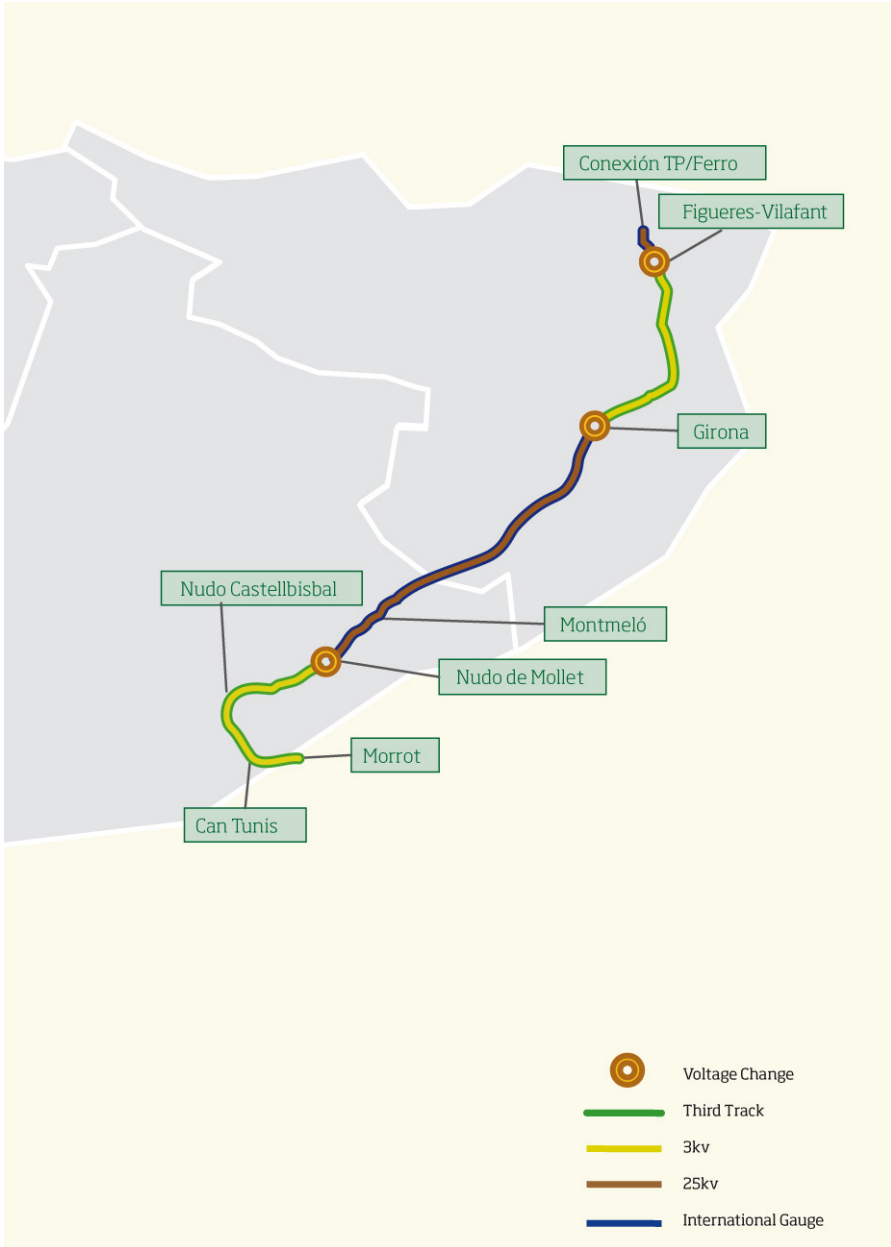 Conexión TP/Ferro
Figueres-Vilafant
Girona
Nudo Castellbisbal
Montmeló
Nudo de Mollet
Morrot
Can Tunis
Voltage Change
Third Track
3kv
25kv
International Gauge